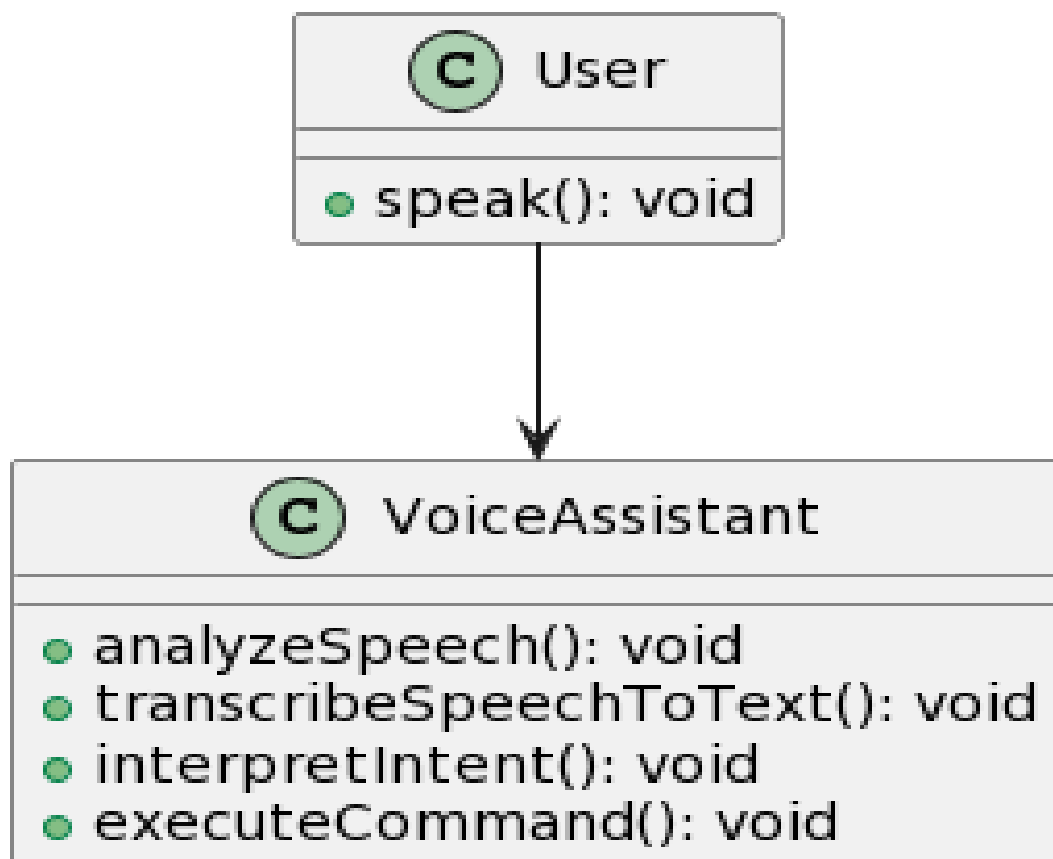 C User
speak(): void
C VoiceAssistant
analyzeSpeech(): void
transcribeSpeechToText(): void
interpretIntent(): void
executeCommand(): void